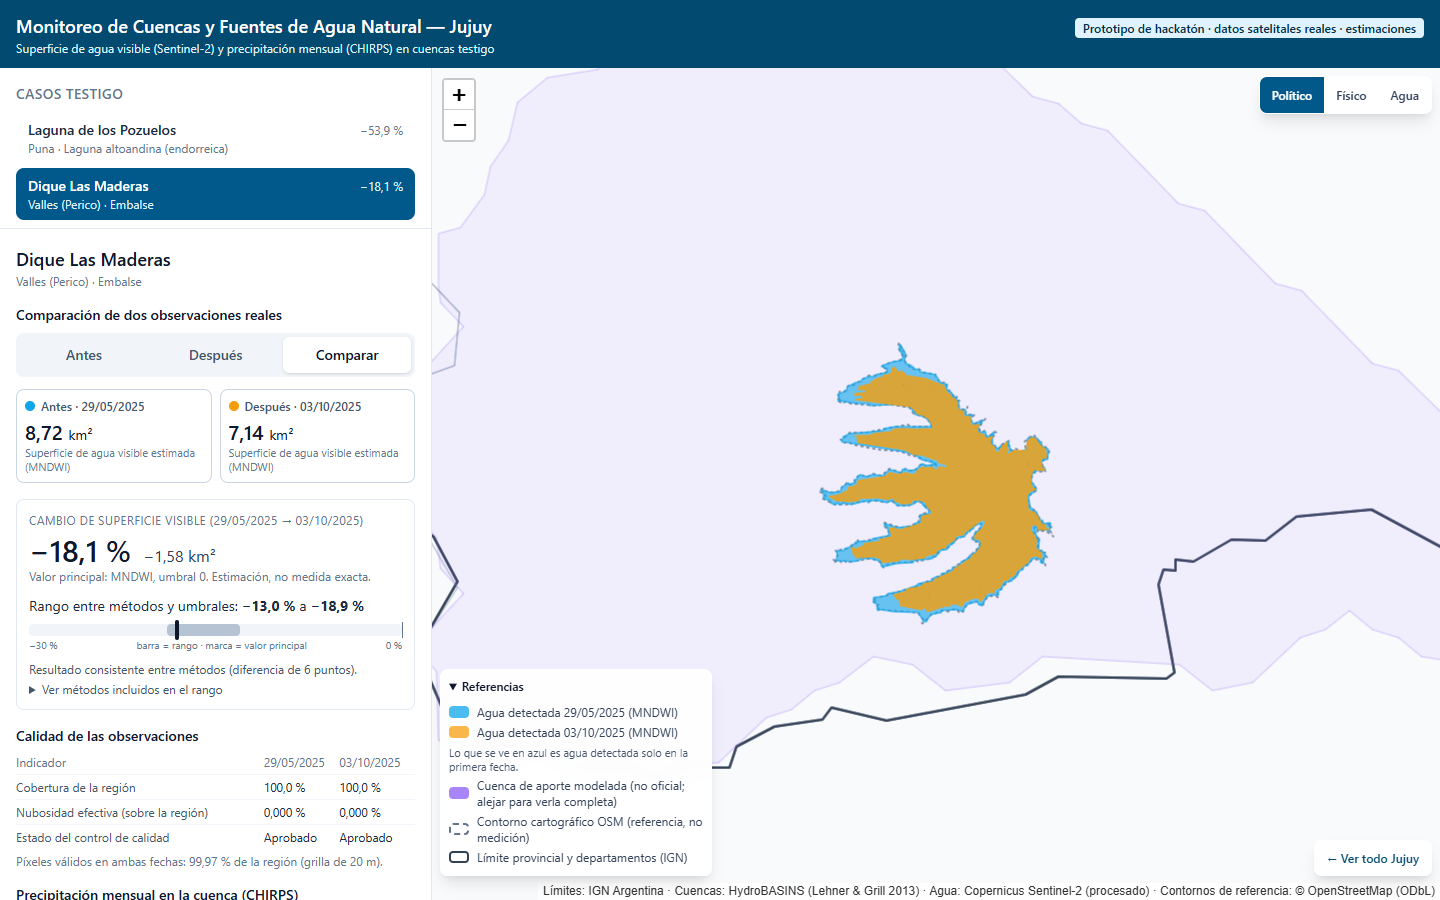 Monitoreo de Cuencas y Fuentes de Agua Natural — Jujuy
Superficie de agua visible (Sentinel-2) y precipitación mensual (CHIRPS) en cuencas testigo
Prototipo de hackatón · datos satelitales reales · estimaciones
CASOS TESTIGO
Laguna de los Pozuelos
−53,9 %
Puna · Laguna altoandina (endorreica)
Dique Las Maderas
−18,1 %
Valles (Perico) · Embalse
Dique Las Maderas
Valles (Perico) · Embalse
Comparación de dos observaciones reales
Antes
Después
Comparar
Antes · 29/05/2025
8,72 km²
Superficie de agua visible estimada
(MNDWI)
Después · 03/10/2025
7,14 km²
Superficie de agua visible estimada
(MNDWI)
CAMBIO DE SUPERFICIE VISIBLE (29/05/2025 → 03/10/2025)
−18,1 % −1,58 km²
Valor principal: MNDWI, umbral 0. Estimación, no medida exacta.
Rango entre métodos y umbrales: −13,0 % a −18,9 %
−30 %
barra = rango · marca = valor principal
0 %
Resultado consistente entre métodos (diferencia de 6 puntos).
▶ Ver métodos incluidos en el rango
Calidad de las observaciones
Indicador 29/05/2025 03/10/2025
Cobertura de la región 100,0 % 100,0 %
Nubosidad efectiva (sobre la región) 0,000 % 0,000 %
Estado del control de calidad Aprobado Aprobado
Píxeles válidos en ambas fechas: 99,97 % de la región (grilla de 20 m).
Precipitación mensual en la cuenca (CHIRPS)
+
−
Político
Físico
Agua
▼ Referencias
Agua detectada 29/05/2025 (MNDWI)
Agua detectada 03/10/2025 (MNDWI)
Lo que se ve en azul es agua detectada solo en la
primera fecha.
Cuenca de aporte modelada (no oficial;
alejar para verla completa)
Contorno cartográfico OSM (referencia, no
medición)
Límite provincial y departamentos (IGN)
← Ver todo Jujuy
Límites: IGN Argentina · Cuencas: HydroBASINS (Lehner & Grill 2013) · Agua: Copernicus Sentinel-2 (procesado) · Contornos de referencia: © OpenStreetMap (ODbL)